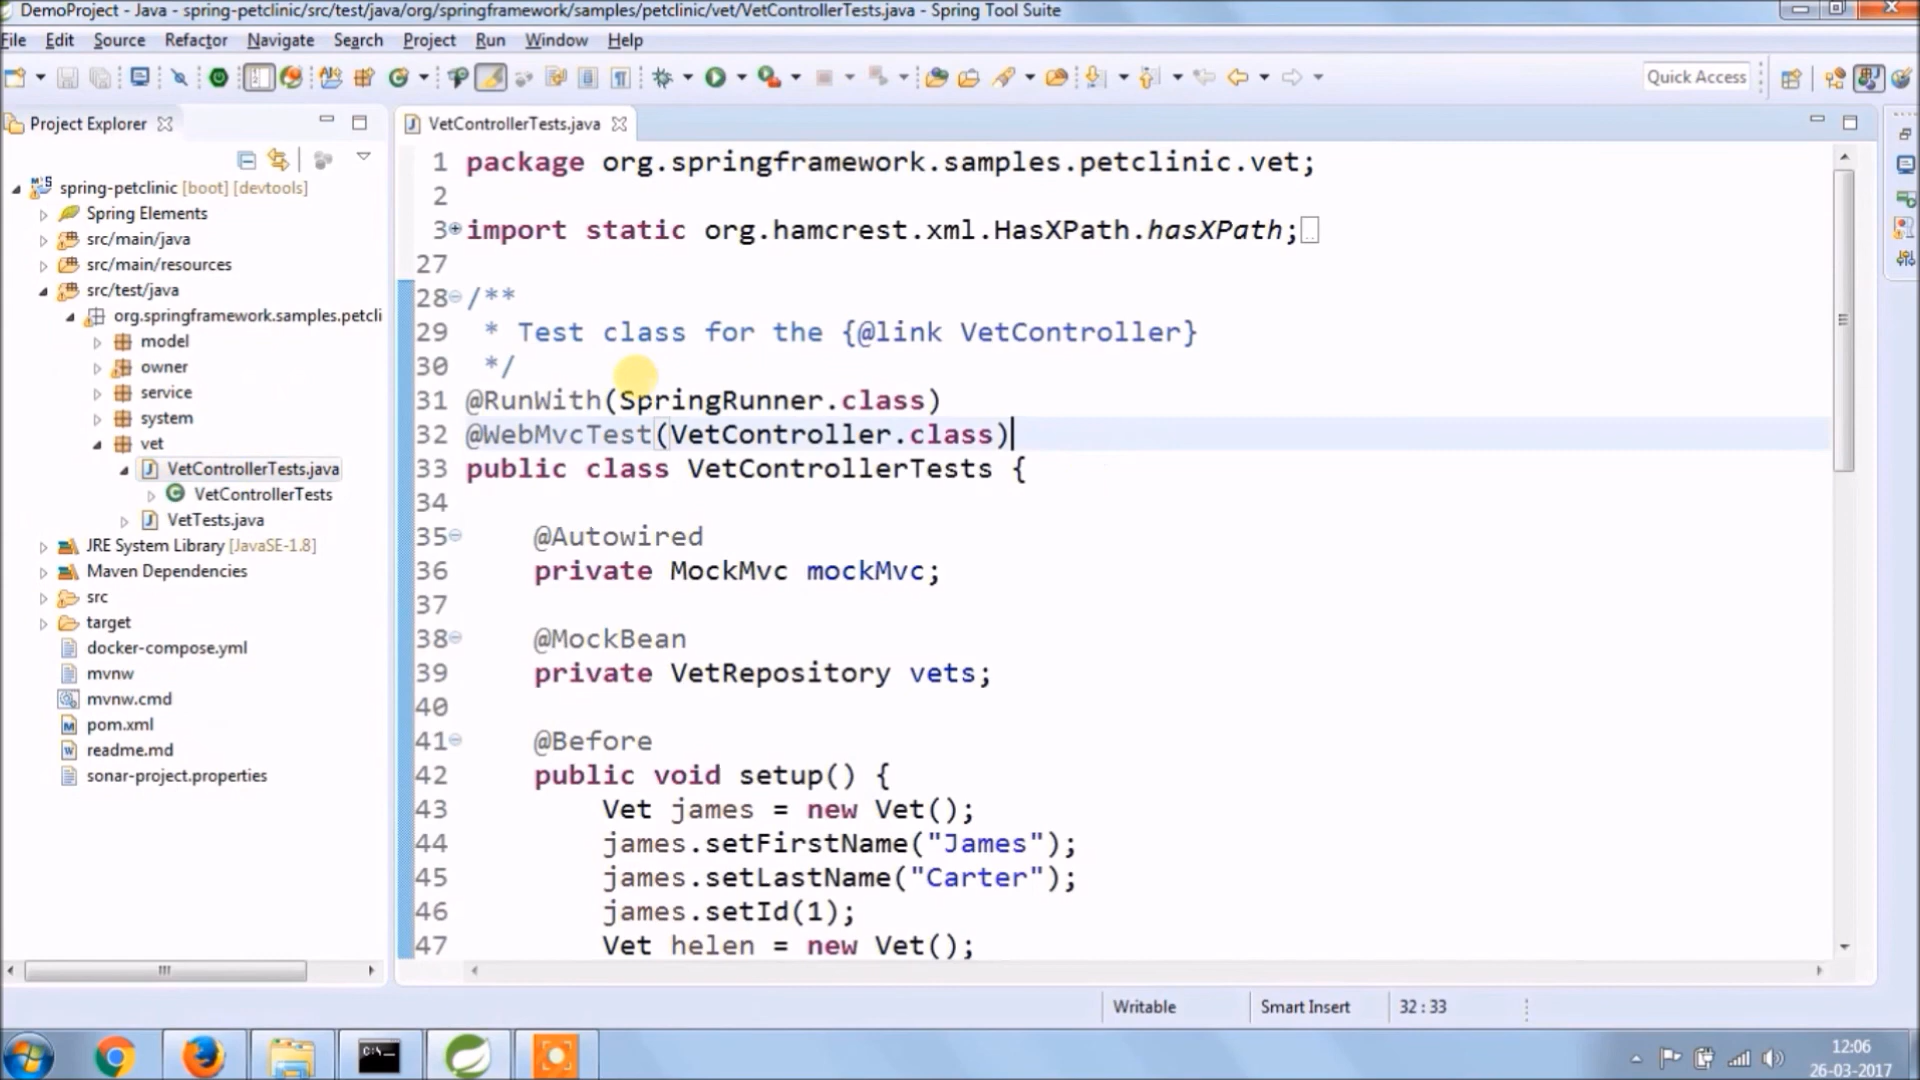 DemoProject - Java - spring-petclinic/src/test/java/org/springframework/samples/petclinic/vet/VetControllerTests.java - Spring Tool Suite
File Edit Source Refactor Navigate Search Project Run Window Help
Quick Access
Project Explorer
spring-petclinic [boot] [devtools]
Spring Elements
src/main/java
src/main/resources
src/test/java
org.springframework.samples.petcli
model
owner
service
system
vet
VetControllerTests.java
VetControllerTests
VetTests.java
JRE System Library [JavaSE-1.8]
Maven Dependencies
src
target
docker-compose.yml
mvnw
mvnw.cmd
pom.xml
readme.md
sonar-project.properties
VetControllerTests.java
1 package org.springframework.samples.petclinic.vet;
2
3 import static org.hamcrest.xml.HasXPath.hasXPath;
27
28 /**
29 * Test class for the {@link VetController}
30 */
31 @RunWith(SpringRunner.class)
32 @WebMvcTest(VetController.class)
33 public class VetControllerTests {
34
35 @Autowired
36 private MockMvc mockMvc;
37
38 @MockBean
39 private VetRepository vets;
40
41 @Before
42 public void setup() {
43 Vet james = new Vet();
44 james.setFirstName("James");
45 james.setLastName("Carter");
46 james.setId(1);
47 Vet helen = new Vet();
Writable Smart Insert 32 : 33
12:06
26-03-2017